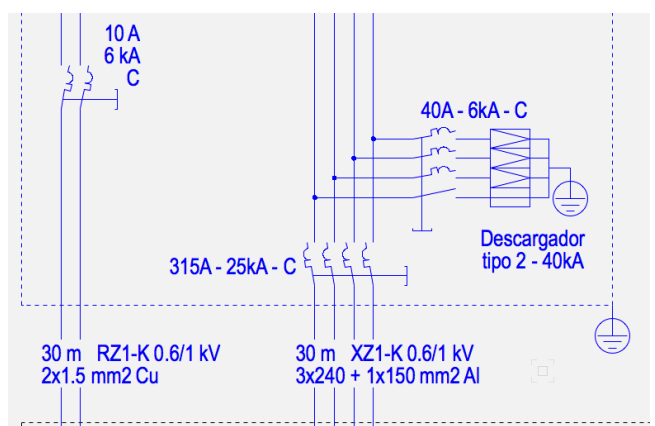 10 A
6 kA
C
40A - 6kA - C
Descargador
tipo 2 - 40kA
315A - 25kA - C
30 m RZ1-K 0.6/1 kV
2x1.5 mm2 Cu
30 m XZ1-K 0.6/1 kV
3x240 + 1x150 mm2 Al